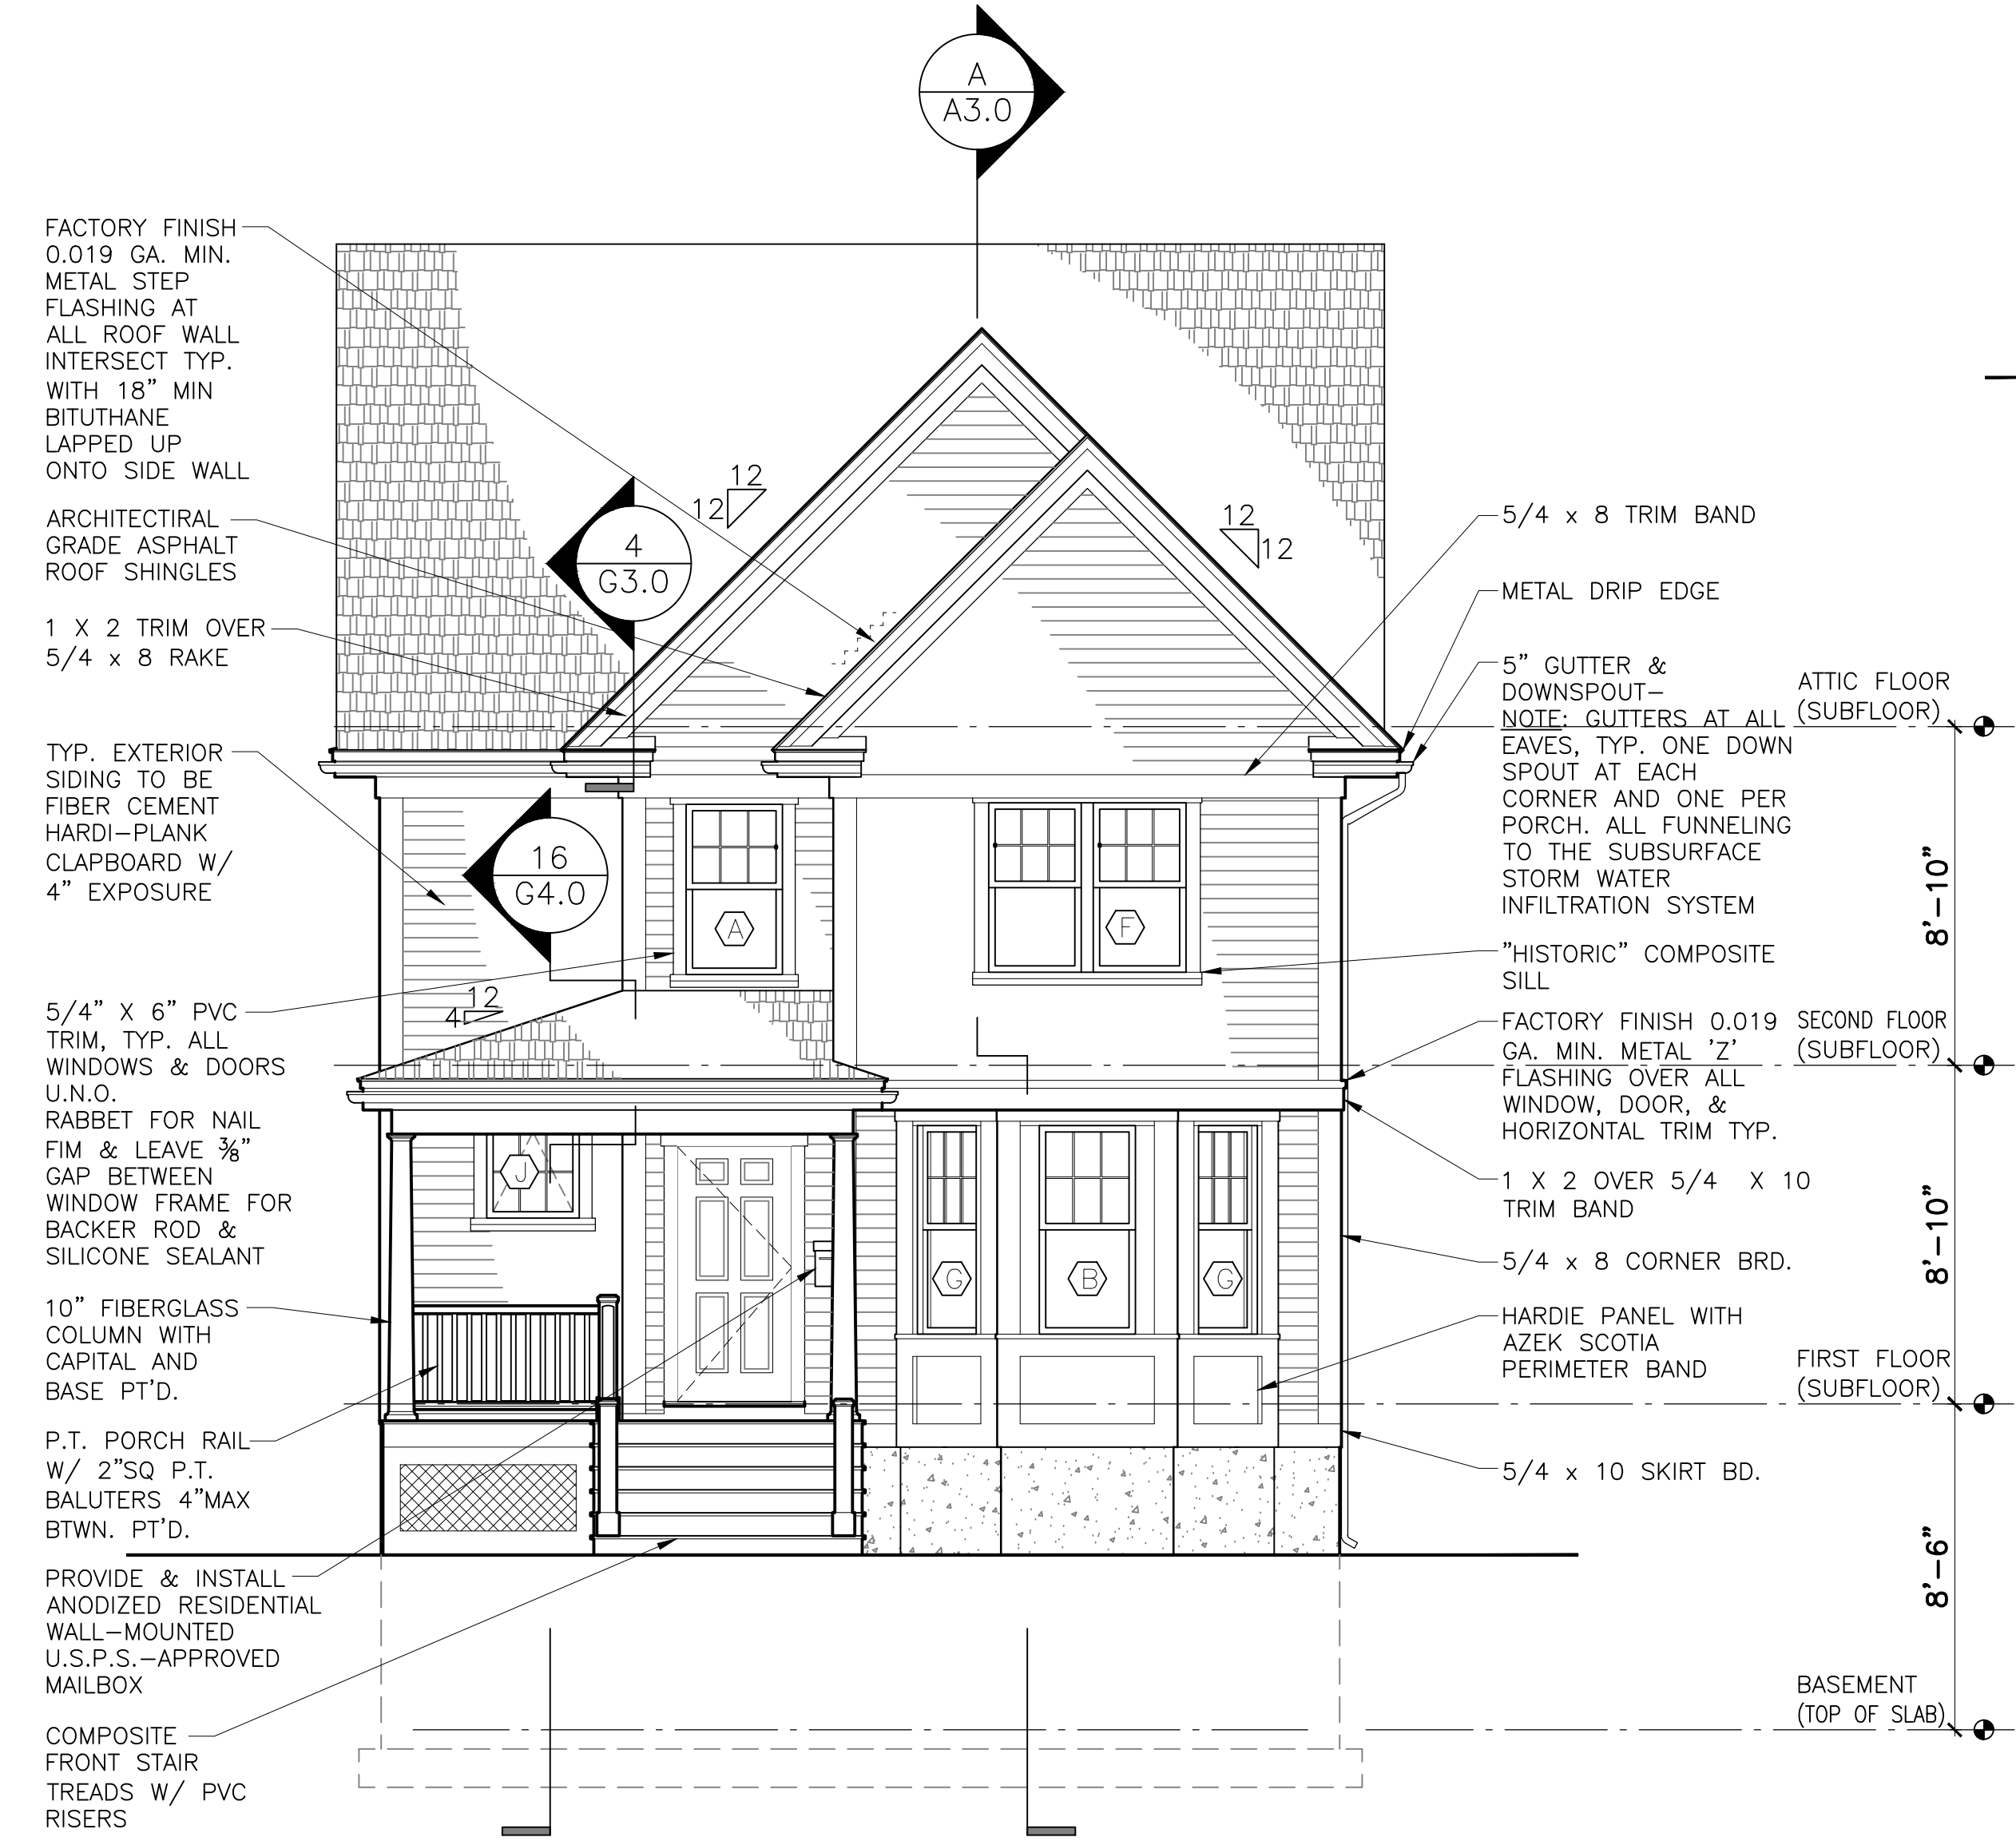 A
A3.0
FACTORY FINISH
0.019 GA. MIN.
METAL STEP
FLASHING AT
ALL ROOF WALL
INTERSECT TYP.
WITH 18" MIN
BITUTHANE
LAPPED UP
ONTO SIDE WALL
ARCHITECTIRAL
GRADE ASPHALT
ROOF SHINGLES
1 X 2 TRIM OVER
5/4 x 8 RAKE
TYP. EXTERIOR
SIDING TO BE
FIBER CEMENT
HARDI-PLANK
CLAPBOARD W/
4" EXPOSURE
5/4" X 6" PVC
TRIM, TYP. ALL
WINDOWS & DOORS
U.N.O.
RABBET FOR NAIL
FIM & LEAVE ⅜"
GAP BETWEEN
WINDOW FRAME FOR
BACKER ROD &
SILICONE SEALANT
10" FIBERGLASS
COLUMN WITH
CAPITAL AND
BASE PT'D.
P.T. PORCH RAIL
W/ 2"SQ P.T.
BALUTERS 4"MAX
BTWN. PT'D.
PROVIDE & INSTALL
ANODIZED RESIDENTIAL
WALL-MOUNTED
U.S.P.S.-APPROVED
MAILBOX
COMPOSITE
FRONT STAIR
TREADS W/ PVC
RISERS
12
12
4
G3.0
12
12
16
G4.0
12
4
A
F
J
G
B
G
5/4 x 8 TRIM BAND
METAL DRIP EDGE
5" GUTTER &
DOWNSPOUT-
NOTE: GUTTERS AT ALL
EAVES, TYP. ONE DOWN
SPOUT AT EACH
CORNER AND ONE PER
PORCH. ALL FUNNELING
TO THE SUBSURFACE
STORM WATER
INFILTRATION SYSTEM
"HISTORIC" COMPOSITE
SILL
FACTORY FINISH 0.019
GA. MIN. METAL 'Z'
FLASHING OVER ALL
WINDOW, DOOR, &
HORIZONTAL TRIM TYP.
1 X 2 OVER 5/4 X 10
TRIM BAND
5/4 x 8 CORNER BRD.
HARDIE PANEL WITH
AZEK SCOTIA
PERIMETER BAND
5/4 x 10 SKIRT BD.
ATTIC FLOOR
(SUBFLOOR)
8'-10"
SECOND FLOOR
(SUBFLOOR)
8'-10"
FIRST FLOOR
(SUBFLOOR)
8'-6"
BASEMENT
(TOP OF SLAB)